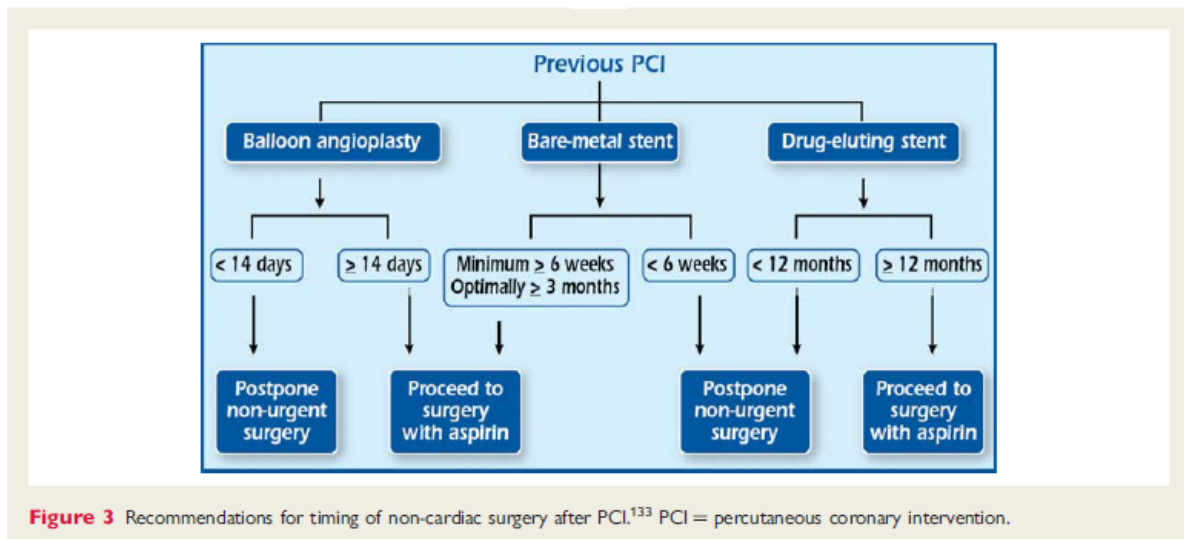 Previous PCI
Balloon angioplasty
Bare-metal stent
Drug-eluting stent
< 14 days
≥ 14 days
Minimum ≥ 6 weeks
Optimally ≥ 3 months
< 6 weeks
< 12 months
≥ 12 months
Postpone
non-urgent
surgery
Proceed to
surgery
with aspirin
Postpone
non-urgent
surgery
Proceed to
surgery
with aspirin
Figure 3 Recommendations for timing of non-cardiac surgery after PCI.¹³³ PCI = percutaneous coronary intervention.